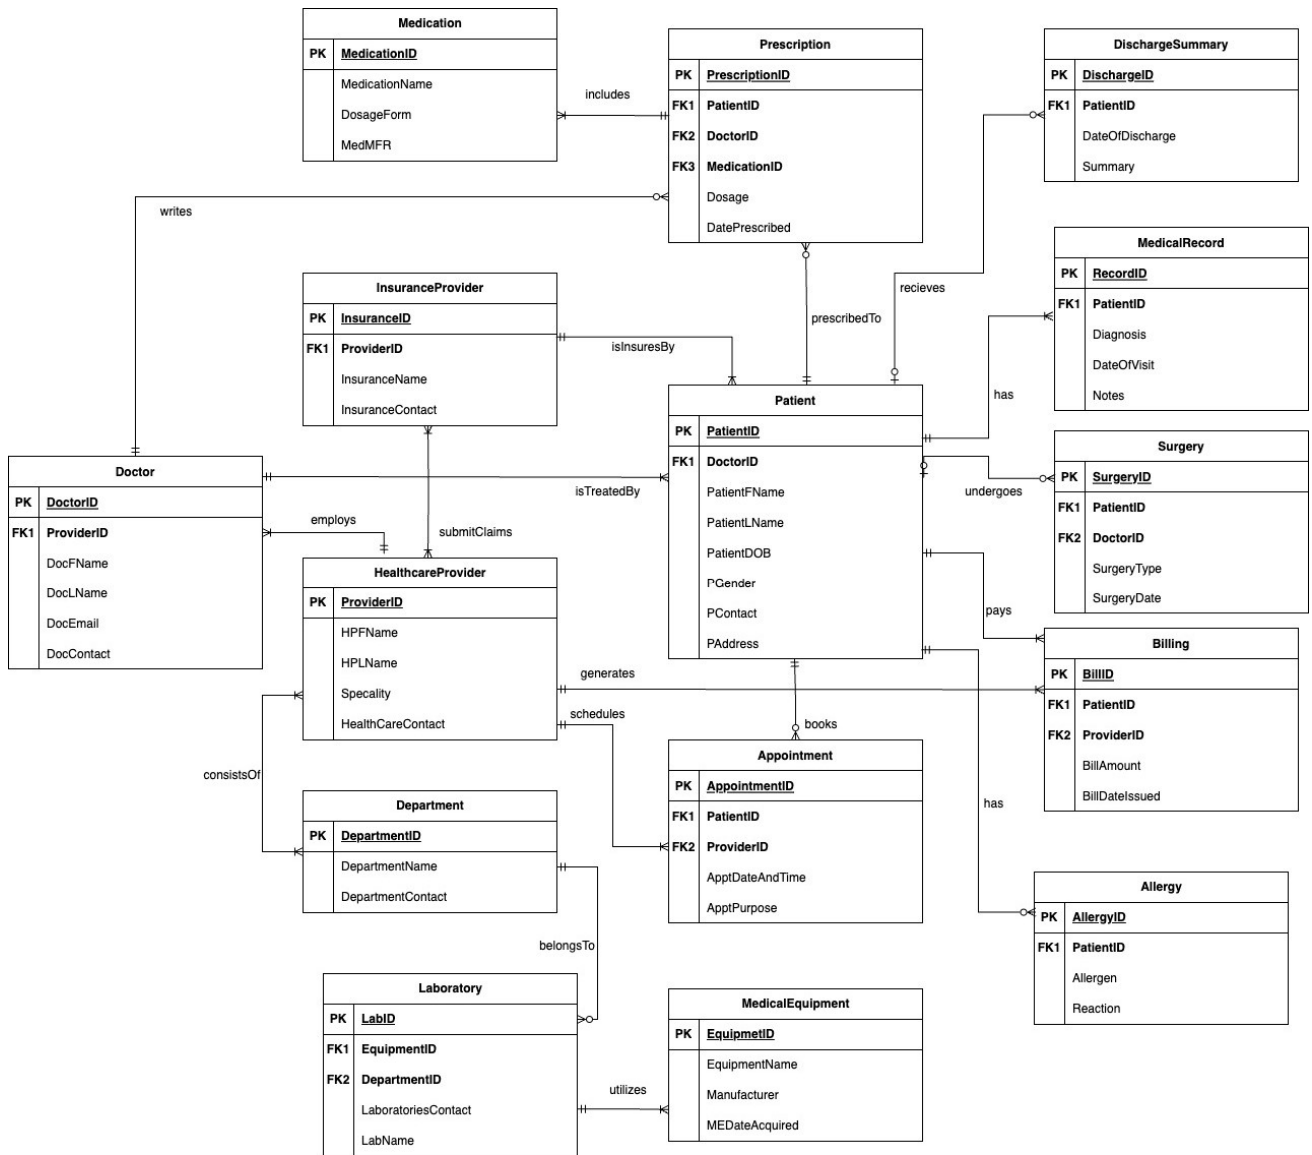 Medication
PK MedicationID
MedicationName
DosageForm
MedMFR
includes
Prescription
PK PrescriptionID
FK1 PatientID
FK2 DoctorID
FK3 MedicationID
Dosage
DatePrescribed
DischargeSummary
PK DischargeID
FK1 PatientID
DateOfDischarge
Summary
writes
InsuranceProvider
PK InsuranceID
FK1 ProviderID
InsuranceName
InsuranceContact
isInsuresBy
prescribedTo
recieves
MedicalRecord
PK RecordID
FK1 PatientID
Diagnosis
DateOfVisit
Notes
has
Doctor
PK DoctorID
FK1 ProviderID
DocFName
DocLName
DocEmail
DocContact
employs
submitClaims
isTreatedBy
Patient
PK PatientID
FK1 DoctorID
PatientFName
PatientLName
PatientDOB
PGender
PContact
PAddress
undergoes
Surgery
PK SurgeryID
FK1 PatientID
FK2 DoctorID
SurgeryType
SurgeryDate
HealthcareProvider
PK ProviderID
HPFName
HPLName
Specality
HealthCareContact
generates
schedules
pays
Billing
PK BillID
FK1 PatientID
FK2 ProviderID
BillAmount
BillDateIssued
consistsOf
books
Department
PK DepartmentID
DepartmentName
DepartmentContact
Appointment
PK AppointmentID
FK1 PatientID
FK2 ProviderID
ApptDateAndTime
ApptPurpose
has
Allergy
PK AllergyID
FK1 PatientID
Allergen
Reaction
belongsTo
Laboratory
PK LabID
FK1 EquipmentID
FK2 DepartmentID
LaboratoriesContact
LabName
utilizes
MedicalEquipment
PK EquipmetID
EquipmentName
Manufacturer
MEDateAcquired